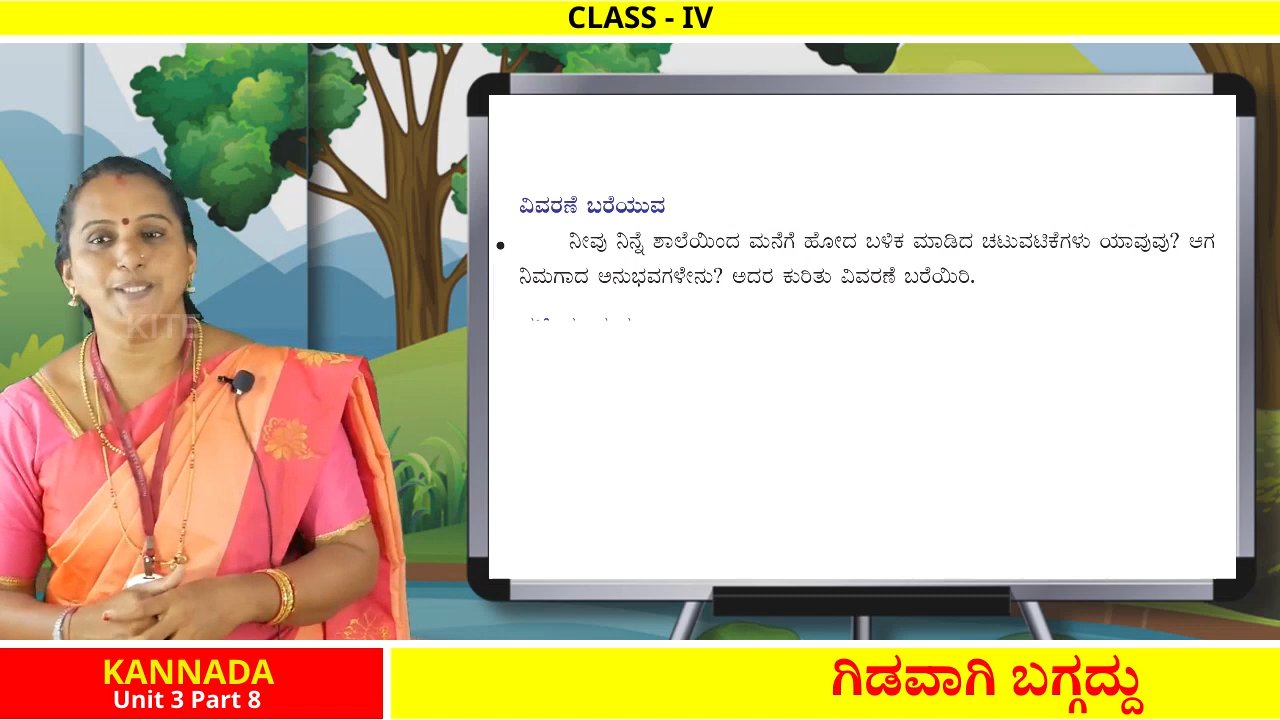 CLASS - IV
ವಿವರಣೆ ಬರೆಯುವ
• ನೀವು ನಿನ್ನೆ ಶಾಲೆಯಿಂದ ಮನೆಗೆ ಹೋದ ಬಳಿಕ ಮಾಡಿದ ಚಟುವಟಿಕೆಗಳು ಯಾವುವು? ಆಗ
ನಿಮಗಾದ ಅನುಭವಗಳೇನು? ಅದರ ಕುರಿತು ವಿವರಣೆ ಬರೆಯಿರಿ.
KITE
KANNADA
Unit 3 Part 8
ಗಿಡವಾಗಿ ಬಗ್ಗದ್ದು